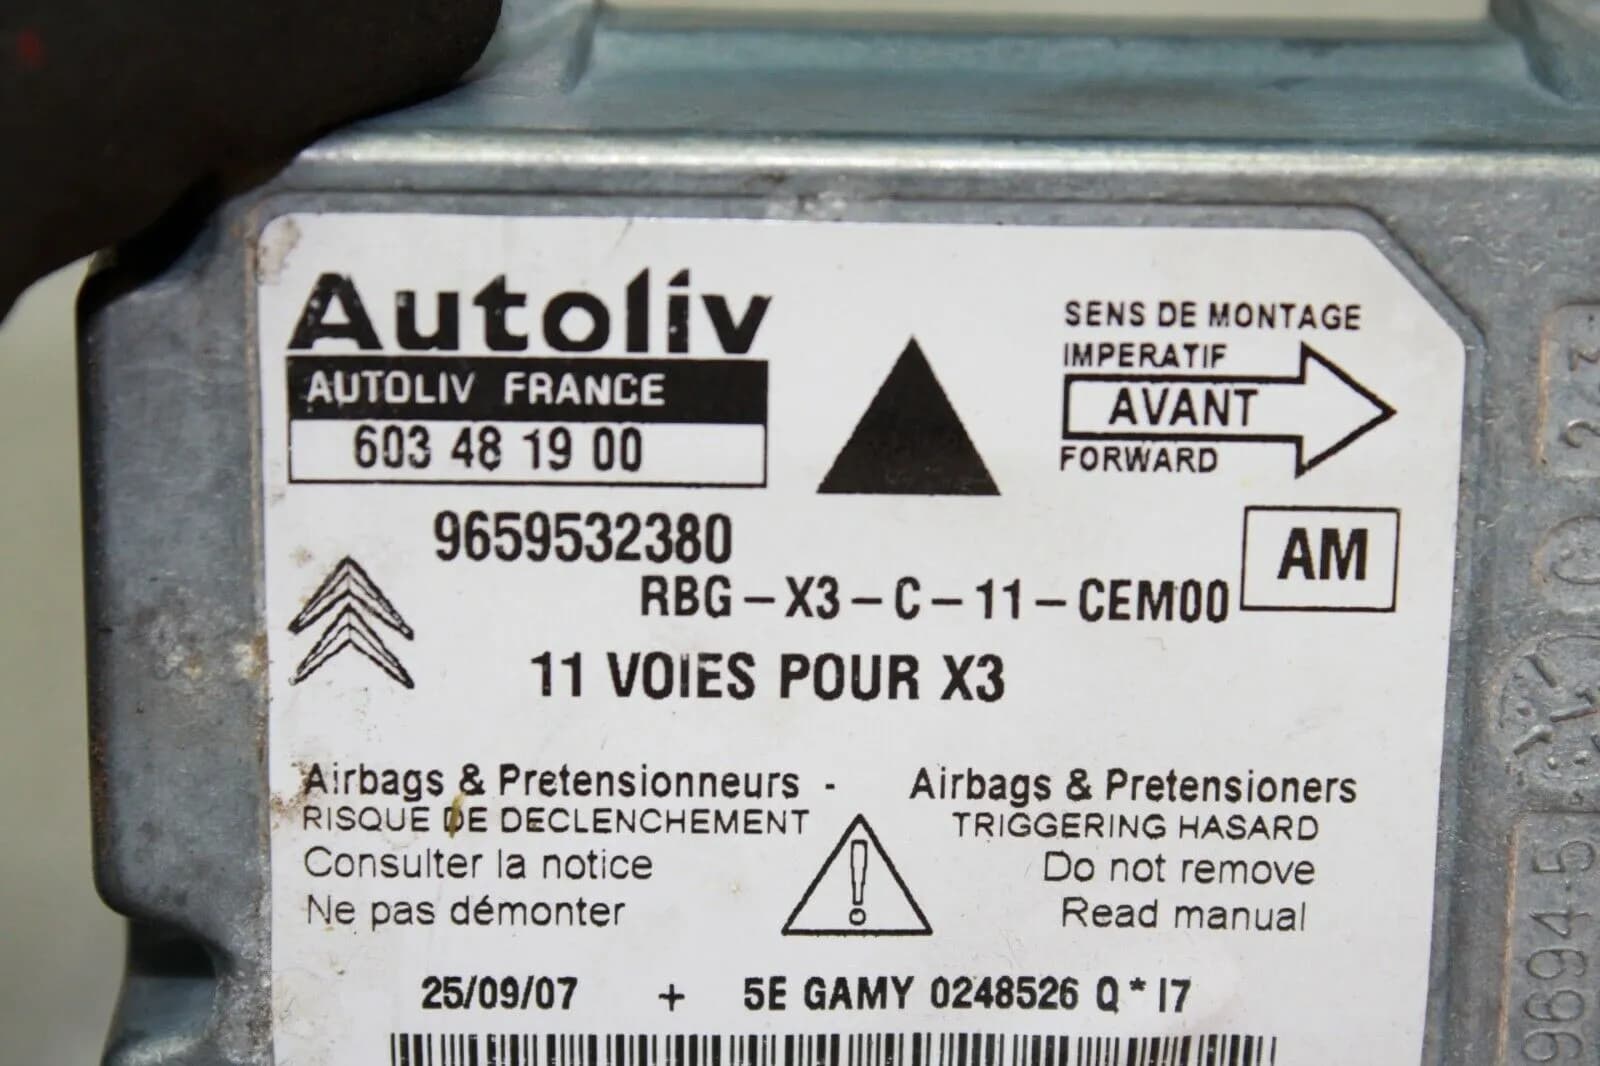 Autoliv
AUTOLIV FRANCE
603 48 19 00
SENS DE MONTAGE
IMPERATIF
AVANT
FORWARD
9659532380
AM
RBG-X3-C-11-CEM00
11 VOIES POUR X3
Airbags & Pretensionneurs - Airbags & Pretensioners
RISQUE DE DECLENCHEMENT
TRIGGERING HASARD
Consulter la notice
Do not remove
Ne pas démonter
Read manual
25/09/07 + 5E GAMY 0248526 Q*I7
9694-5